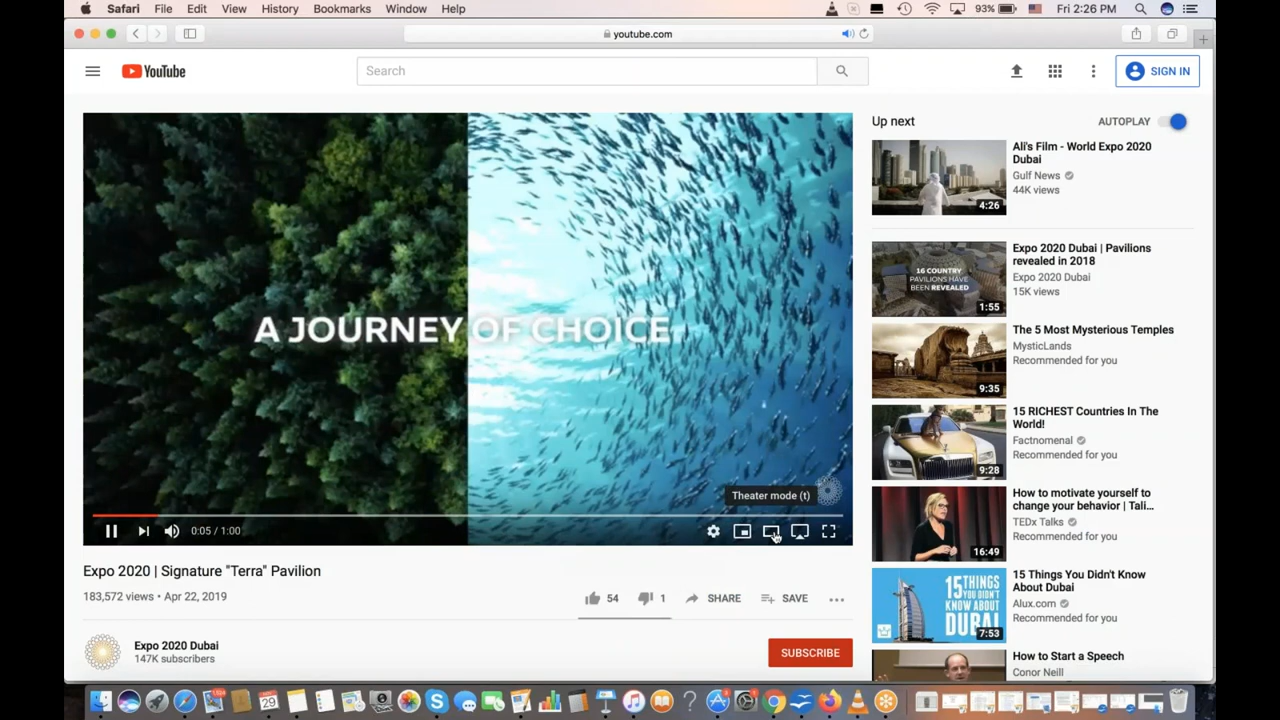 Safari File Edit View History Bookmarks Window Help 93% Fri 2:26 PM
youtube.com
YouTube
Search
SIGN IN
A JOURNEY OF CHOICE
Theater mode (t)
0:05 / 1:00
Expo 2020 | Signature "Terra" Pavilion
183,572 views • Apr 22, 2019
54 1 SHARE SAVE
Expo 2020 Dubai
147K subscribers
SUBSCRIBE
Up next
AUTOPLAY
4:26
Ali's Film - World Expo 2020
Dubai
Gulf News
44K views
16 COUNTRY
PAVILIONS HAVE
BEEN REVEALED
1:55
Expo 2020 Dubai | Pavilions
revealed in 2018
Expo 2020 Dubai
15K views
9:35
The 5 Most Mysterious Temples
MysticLands
Recommended for you
9:28
15 RICHEST Countries In The
World!
Factnomenal
Recommended for you
16:49
How to motivate yourself to
change your behavior | Tali...
TEDx Talks
Recommended for you
15 THINGS
YOU DIDN'T
KNOW ABOUT
DUBAI
7:53
15 Things You Didn't Know
About Dubai
Alux.com
Recommended for you
How to Start a Speech
Conor Neill
29